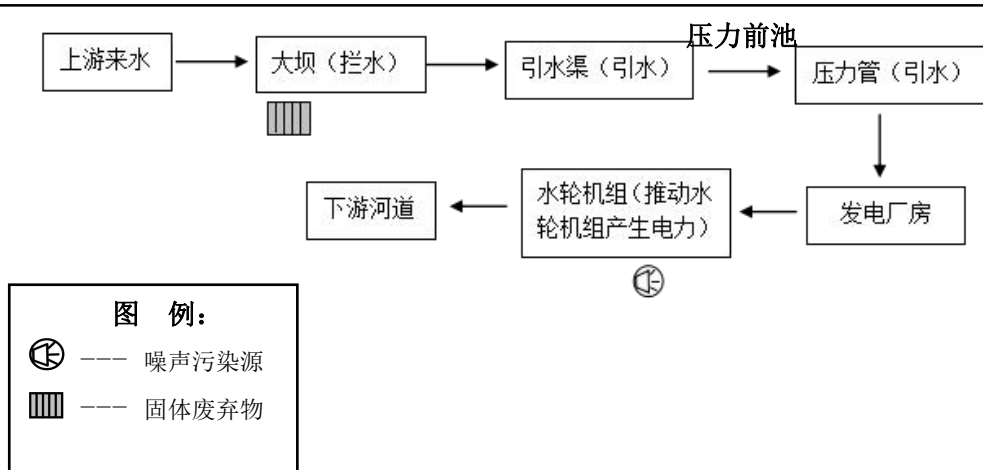 上游来水
大坝（拦水）
引水渠（引水）
压力前池
压力管（引水）
下游河道
水轮机组（推动水
轮机组产生电力）
发电厂房
图 例：
--- 噪声污染源
--- 固体废弃物